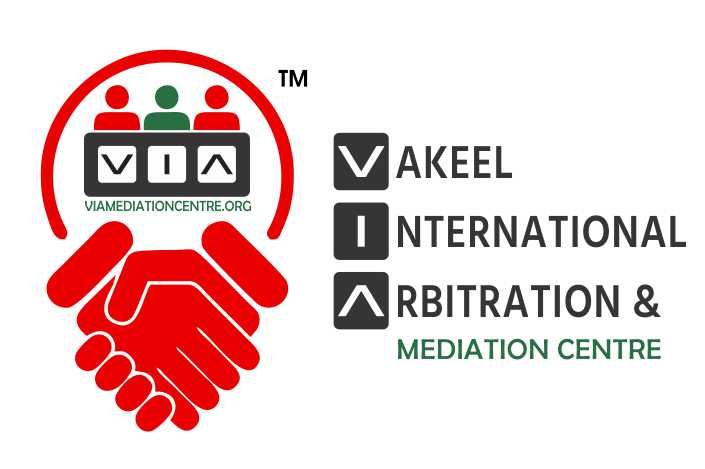 TM
VIA
VIAMEDIATIONCENTRE.ORG
VAKEEL
INTERNATIONAL
ARBITRATION &
MEDIATION CENTRE